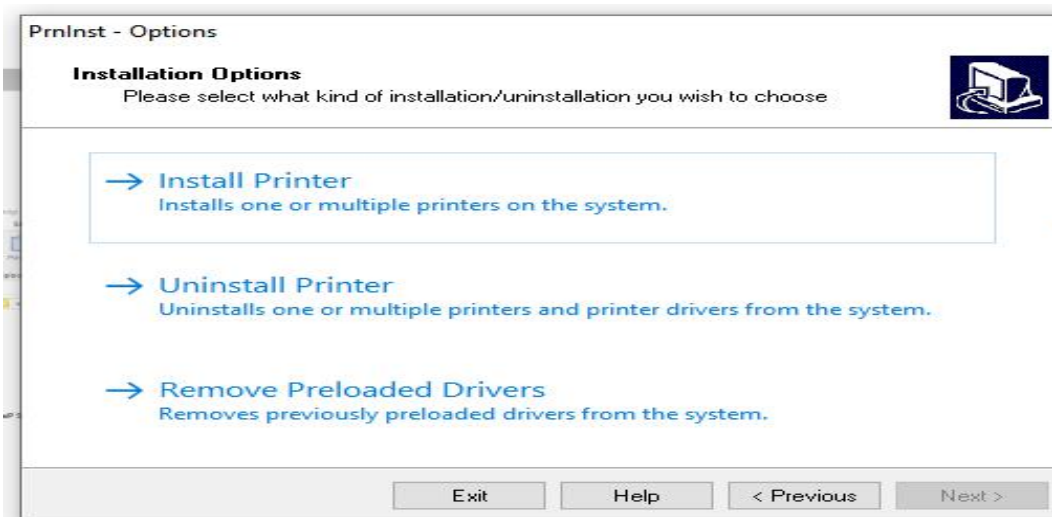 PrnInst - Options
Installation Options
Please select what kind of installation/uninstallation you wish to choose
→ Install Printer
Installs one or multiple printers on the system.
→ Uninstall Printer
Uninstalls one or multiple printers and printer drivers from the system.
→ Remove Preloaded Drivers
Removes previously preloaded drivers from the system.
Exit Help < Previous Next >